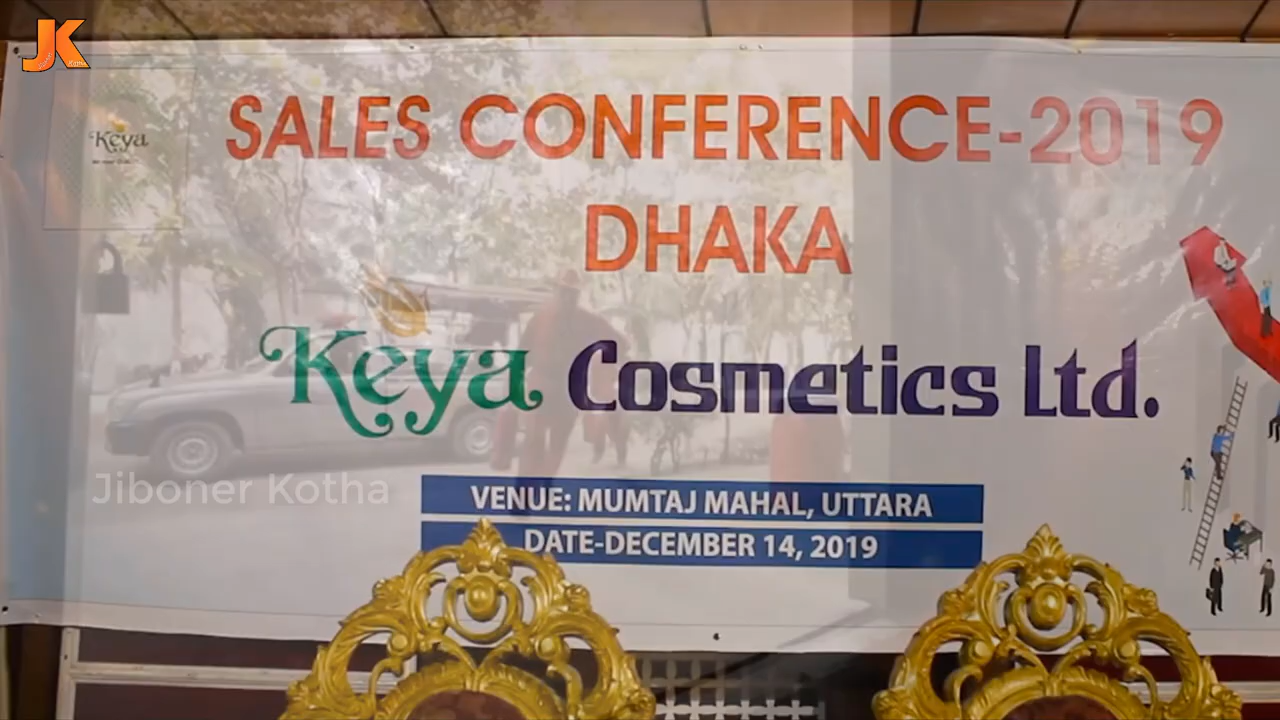 JK
Keya
SALES CONFERENCE-2019
DHAKA
Keya Cosmetics Ltd.
Jiboner Kotha
VENUE: MUMTAJ MAHAL, UTTARA
DATE-DECEMBER 14, 2019